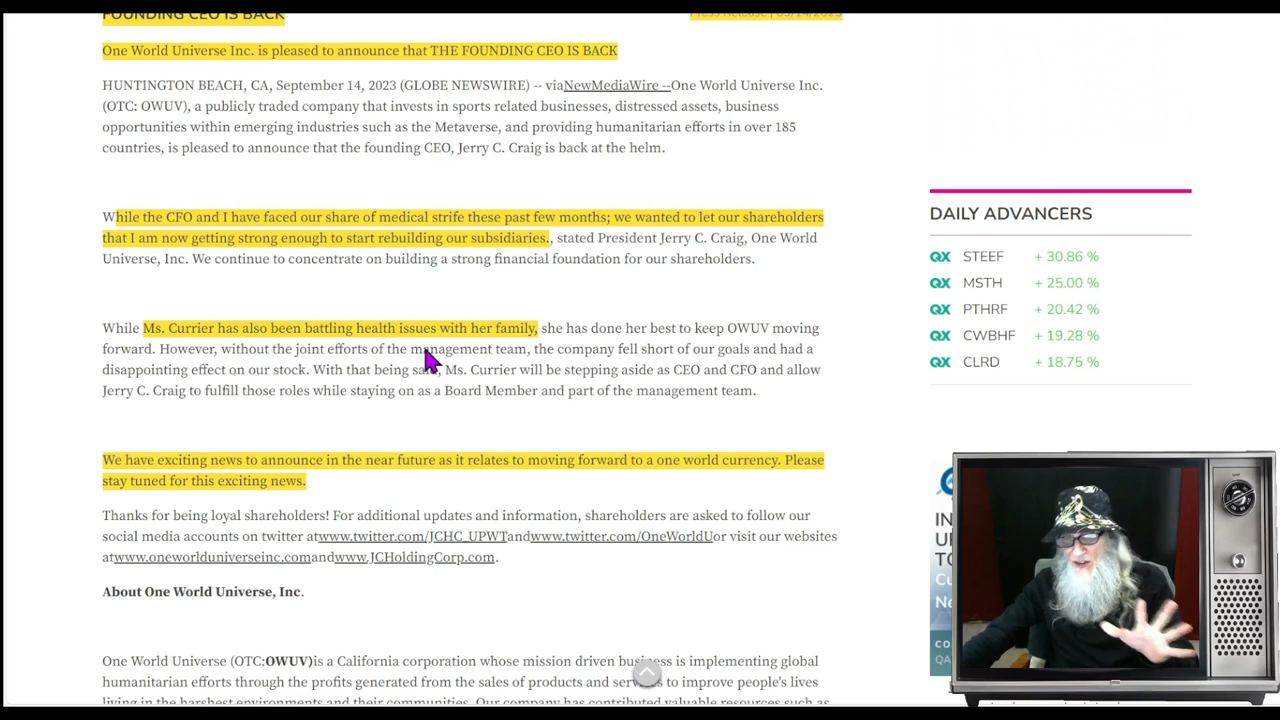 FOUNDING CEO IS BACK
Press Release | 09/14/2023
One World Universe Inc. is pleased to announce that THE FOUNDING CEO IS BACK
HUNTINGTON BEACH, CA, September 14, 2023 (GLOBE NEWSWIRE) -- viaNewMediaWire --One World Universe Inc.
(OTC: OWUV), a publicly traded company that invests in sports related businesses, distressed assets, business
opportunities within emerging industries such as the Metaverse, and providing humanitarian efforts in over 185
countries, is pleased to announce that the founding CEO, Jerry C. Craig is back at the helm.
While the CFO and I have faced our share of medical strife these past few months; we wanted to let our shareholders
that I am now getting strong enough to start rebuilding our subsidiaries., stated President Jerry C. Craig, One World
Universe, Inc. We continue to concentrate on building a strong financial foundation for our shareholders.
While Ms. Currier has also been battling health issues with her family, she has done her best to keep OWUV moving
forward. However, without the joint efforts of the management team, the company fell short of our goals and had a
disappointing effect on our stock. With that being said, Ms. Currier will be stepping aside as CEO and CFO and allow
Jerry C. Craig to fulfill those roles while staying on as a Board Member and part of the management team.
We have exciting news to announce in the near future as it relates to moving forward to a one world currency. Please
stay tuned for this exciting news.
Thanks for being loyal shareholders! For additional updates and information, shareholders are asked to follow our
social media accounts on twitter atwww.twitter.com/JCHC_UPWTandwww.twitter.com/OneWorldUor visit our websites
atwww.oneworlduniverseinc.comandwww.JCHoldingCorp.com.
About One World Universe, Inc.
One World Universe (OTC:OWUV)is a California corporation whose mission driven business is implementing global
humanitarian efforts through the profits generated from the sales of products and services to improve people's lives
living in the harshest environments and their communities. Our company has contributed valuable resources such as
DAILY ADVANCERS
QX STEEF + 30.86 %
QX MSTH + 25.00 %
QX PTHRF + 20.42 %
QX CWBHF + 19.28 %
QX CLRD + 18.75 %